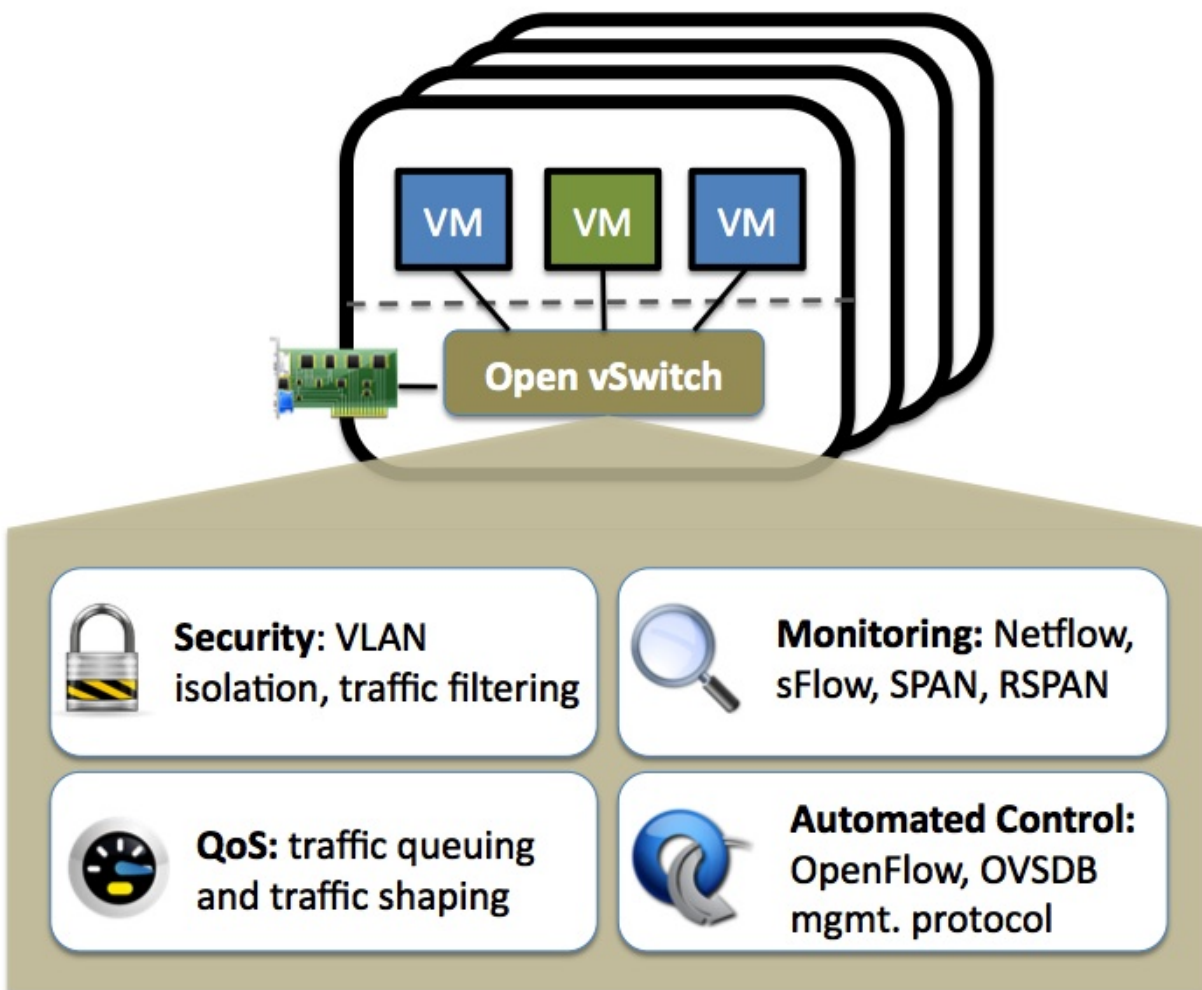 VM
VM
VM
Open vSwitch
Security: VLAN
isolation, traffic filtering
Monitoring: Netflow,
sFlow, SPAN, RSPAN
QoS: traffic queuing
and traffic shaping
Automated Control:
OpenFlow, OVSDB
mgmt. protocol